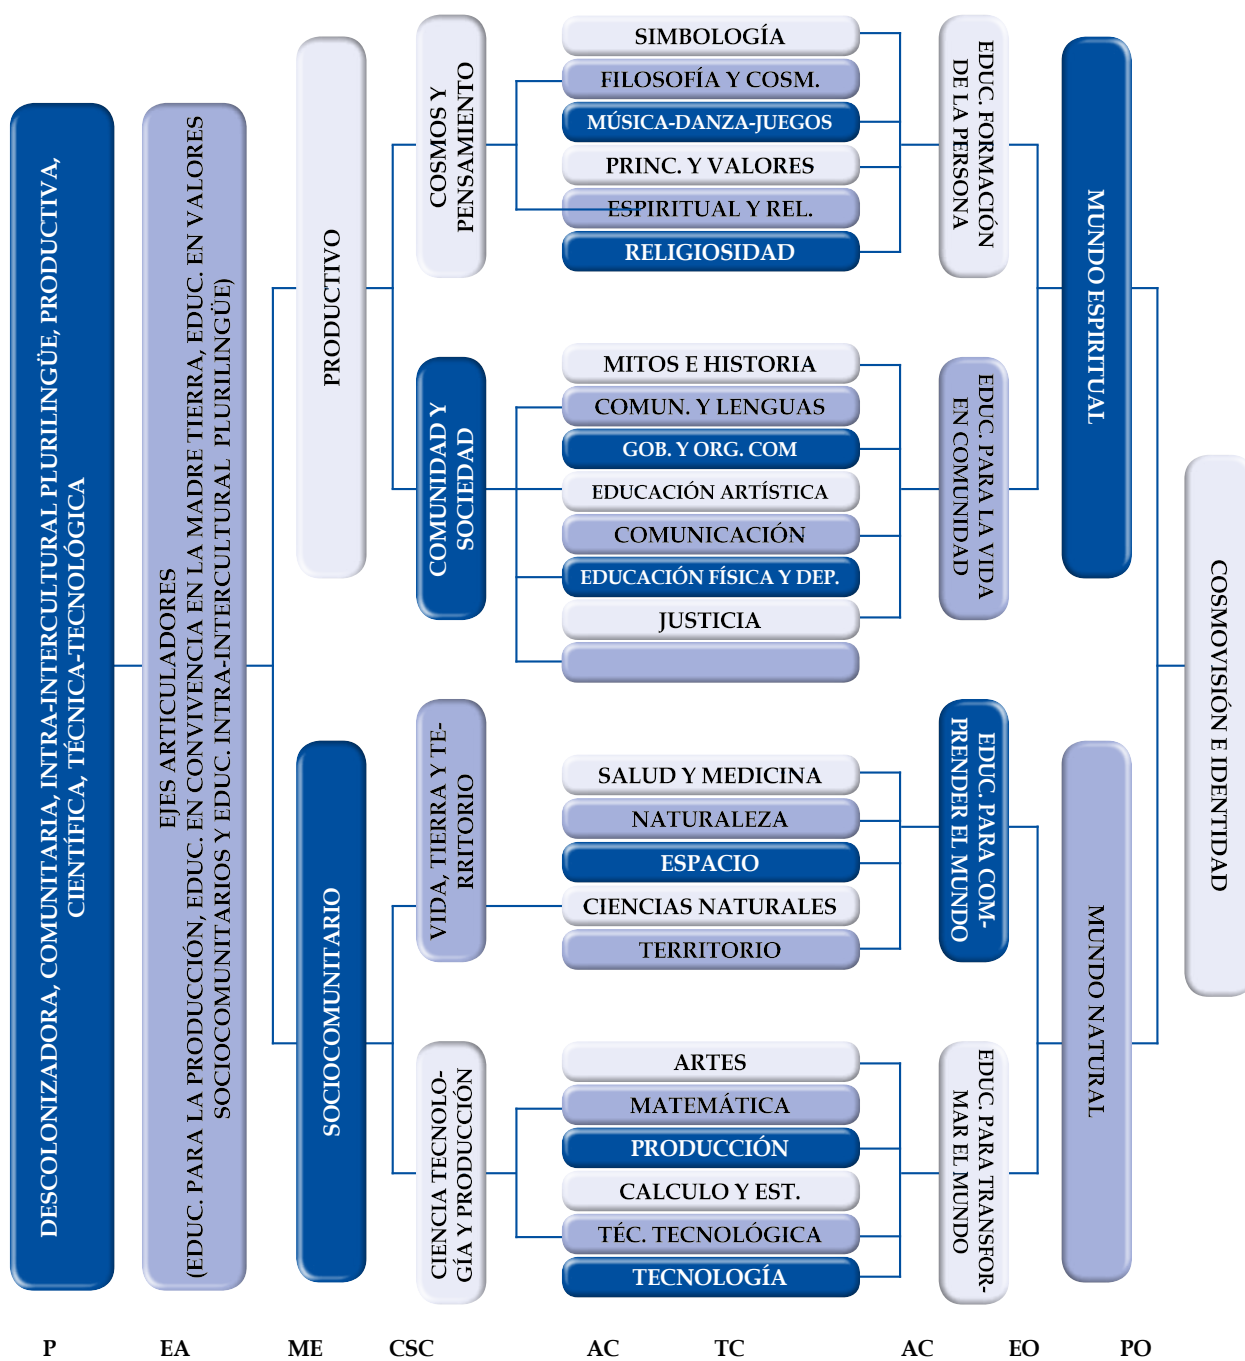 DESCOLONIZADORA, COMUNITARIA, INTRA-INTERCULTURAL PLURILINGÜE, PRODUCTIVA,
CIENTÍFICA, TÉCNICA-TECNOLÓGICA
EJES ARTICULADORES
(EDUC. PARA LA PRODUCCIÓN, EDUC. EN CONVIVENCIA EN LA MADRE TIERRA, EDUC. EN VALORES
SOCIOCOMUNITARIOS Y EDUC. INTRA-INTERCULTURAL PLURILINGÜE)
PRODUCTIVO
SOCIOCOMUNITARIO
COSMOS Y
PENSAMIENTO
COMUNIDAD Y
SOCIEDAD
VIDA, TIERRA Y TE-
RRITORIO
CIENCIA TECNOLO-
GÍA Y PRODUCCIÓN
SIMBOLOGÍA
FILOSOFÍA Y COSM.
MÚSICA-DANZA-JUEGOS
PRINC. Y VALORES
ESPIRITUAL Y REL.
RELIGIOSIDAD
MITOS E HISTORIA
COMUN. Y LENGUAS
GOB. Y ORG. COM
EDUCACIÓN ARTÍSTICA
COMUNICACIÓN
EDUCACIÓN FÍSICA Y DEP.
JUSTICIA
SALUD Y MEDICINA
NATURALEZA
ESPACIO
CIENCIAS NATURALES
TERRITORIO
ARTES
MATEMÁTICA
PRODUCCIÓN
CALCULO Y EST.
TÉC. TECNOLÓGICA
TECNOLOGÍA
EDUC. FORMACIÓN
DE LA PERSONA
EDUC. PARA LA VIDA
EN COMUNIDAD
EDUC. PARA COM-
PRENDER EL MUNDO
EDUC. PARA TRANSFOR-
MAR EL MUNDO
MUNDO ESPIRITUAL
MUNDO NATURAL
COSMOVISIÓN E IDENTIDAD
P EA ME CSC AC TC AC EO PO